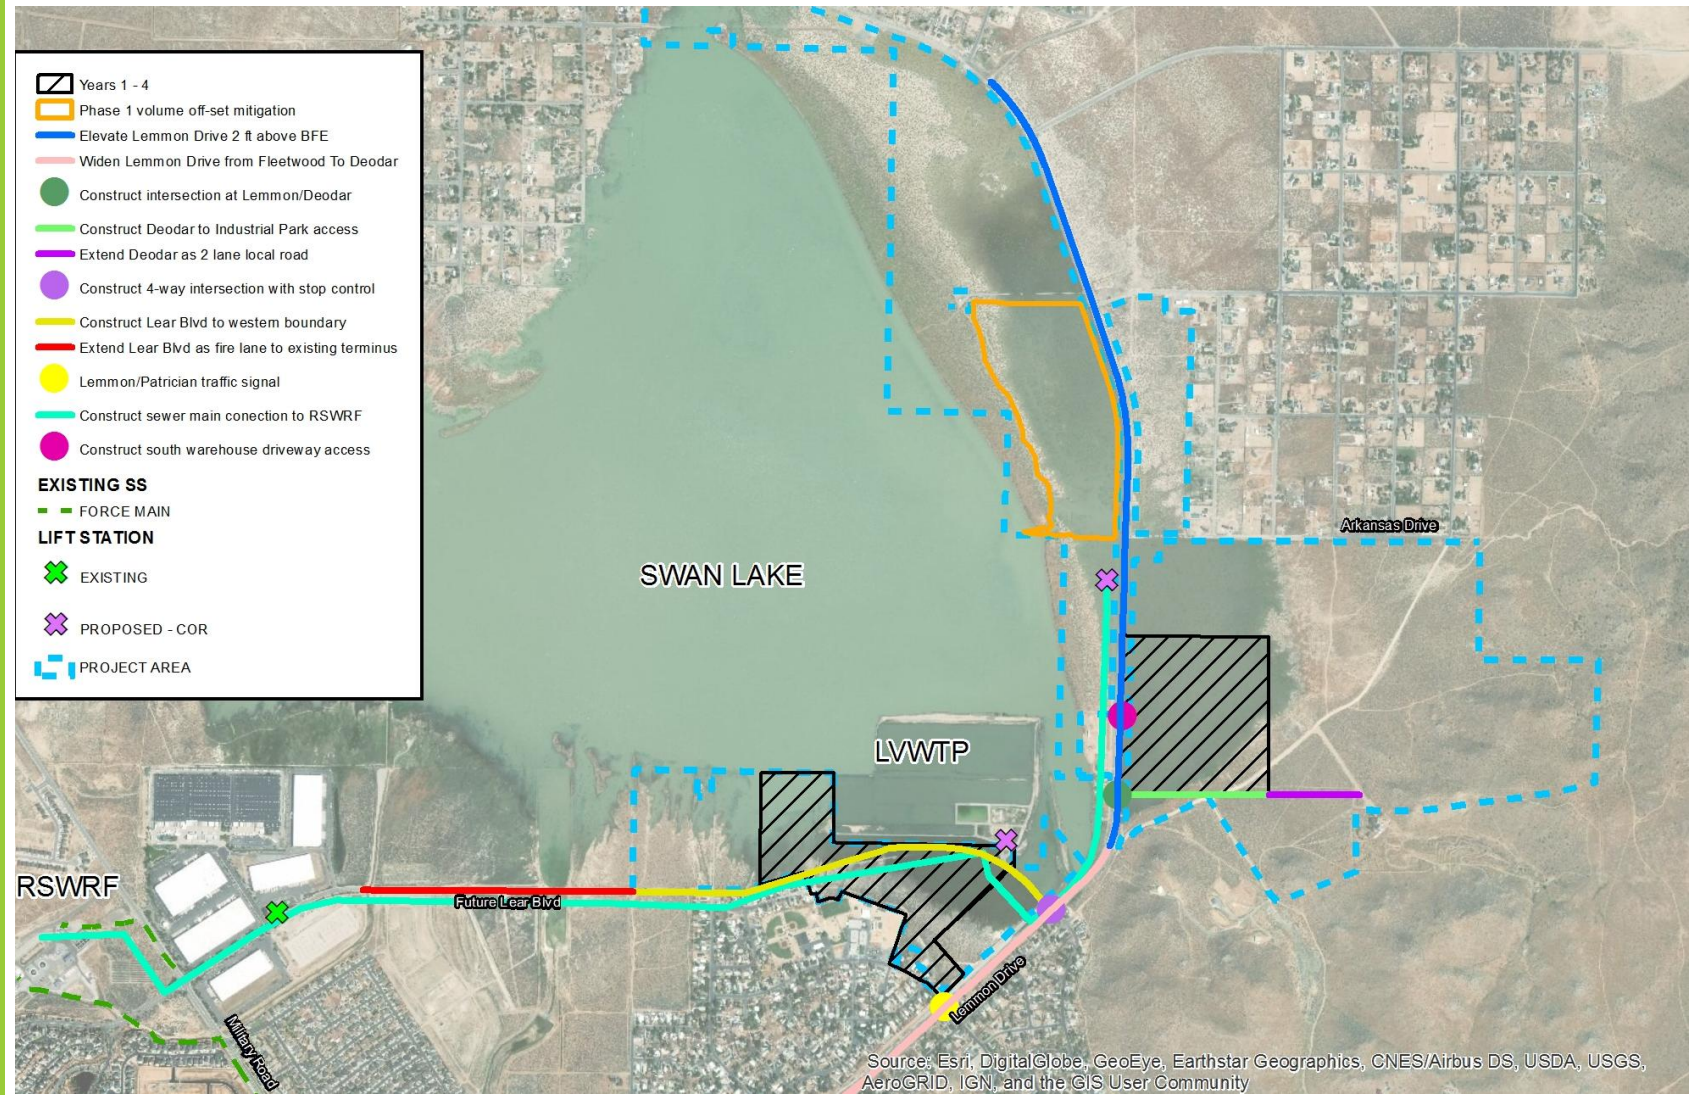 Years 1 - 4
Phase 1 volume off-set mitigation
Elevate Lemmon Drive 2 ft above BFE
Widen Lemmon Drive from Fleetwood To Deodar
Construct intersection at Lemmon/Deodar
Construct Deodar to Industrial Park access
Extend Deodar as 2 lane local road
Construct 4-way intersection with stop control
Construct Lear Blvd to western boundary
Extend Lear Blvd as fire lane to existing terminus
Lemmon/Patrician traffic signal
Construct sewer main conection to RSWRF
Construct south warehouse driveway access
EXISTING SS
FORCE MAIN
LIFT STATION
EXISTING
PROPOSED - COR
PROJECT AREA
Arkansas Drive
SWAN LAKE
LVWTP
RSWRF
Future Lear Blvd
Lemmon Drive
Military Road
Source: Esri, DigitalGlobe, GeoEye, Earthstar Geographics, CNES/Airbus DS, USDA, USGS,
AeroGRID, IGN, and the GIS User Community